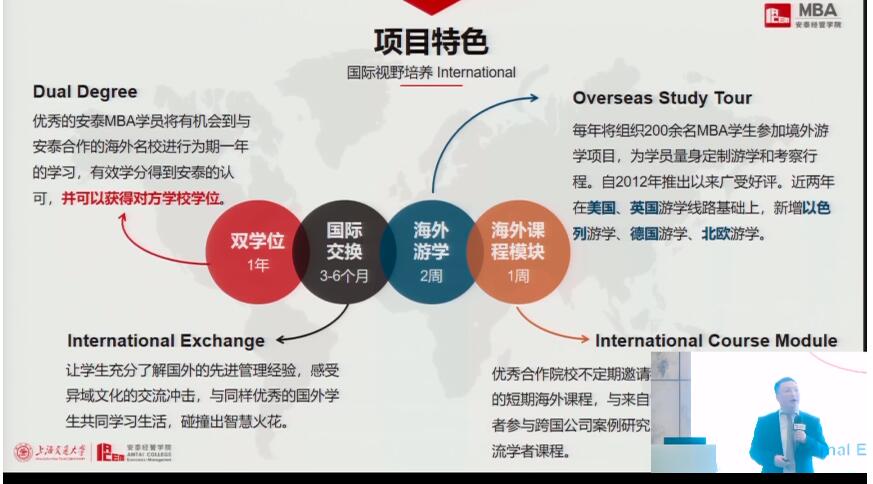 MBA
安泰经管学院
项目特色
国际视野培养 International
Dual Degree
优秀的安泰MBA学员将有机会到与
安泰合作的海外名校进行为期一年
的学习，有效学分得到安泰的认
可，并可以获得对方学校学位。
Overseas Study Tour
每年将组织200余名MBA学生参加境外游
学项目，为学员量身定制游学和考察行
程。自2012年推出以来广受好评。近两年
在美国、英国游学线路基础上，新增以色
列游学、德国游学、北欧游学。
双学位
1年
国际
交换
3-6个月
海外
游学
2周
海外课
程模块
1周
International Exchange
让学生充分了解国外的先进管理经验，感受
异域文化的交流冲击，与同样优秀的国外学
生共同学习生活，碰撞出智慧火花。
International Course Module
优秀合作院校不定期邀请
的短期海外课程，与来自
者参与跨国公司案例研究
流学者课程。
上海交通大学
安泰经管学院
ANTAI COLLEGE
Economics & Management
nal E